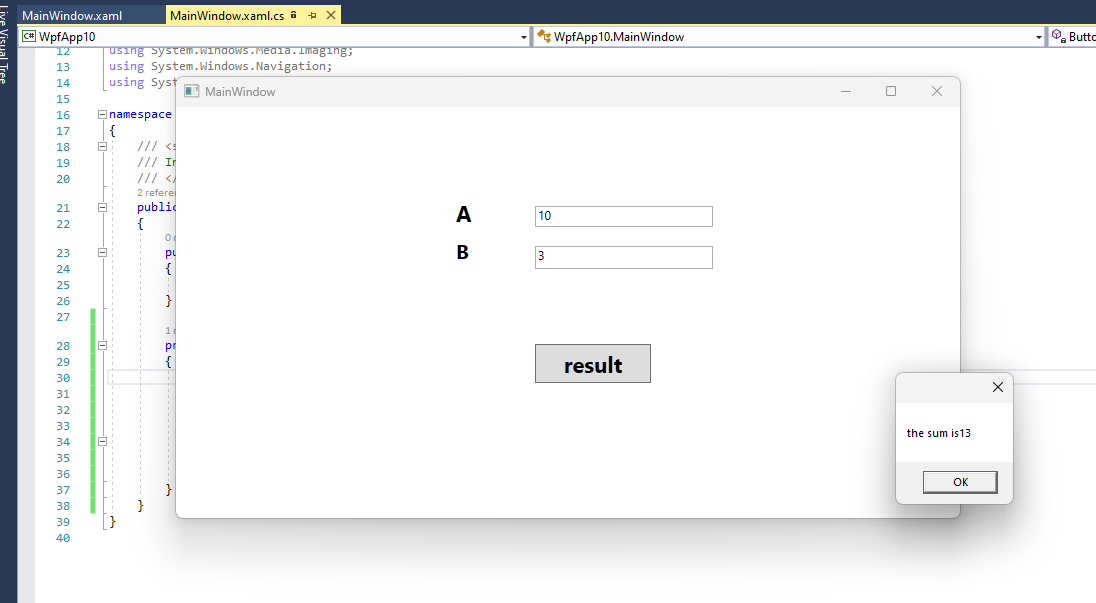 MainWindow.xaml
MainWindow.xaml.cs
Live Visual Tree
C# WpfApp10
WpfApp10.MainWindow
12 using System.Windows.Media.Imaging;
13 using System.Windows.Navigation;
14 using Syst
15
16 namespace
17 {
18 /// <s
19 /// In
20 /// </
2 referen
21 public
22 {
0 r
23 pu
24 {
25
26 }
27
1 r
28 pr
29 {
30
31
32
33
34
35
36
37 }
38 }
39 }
40
MainWindow
A 10
B 3
result
the sum is13
OK